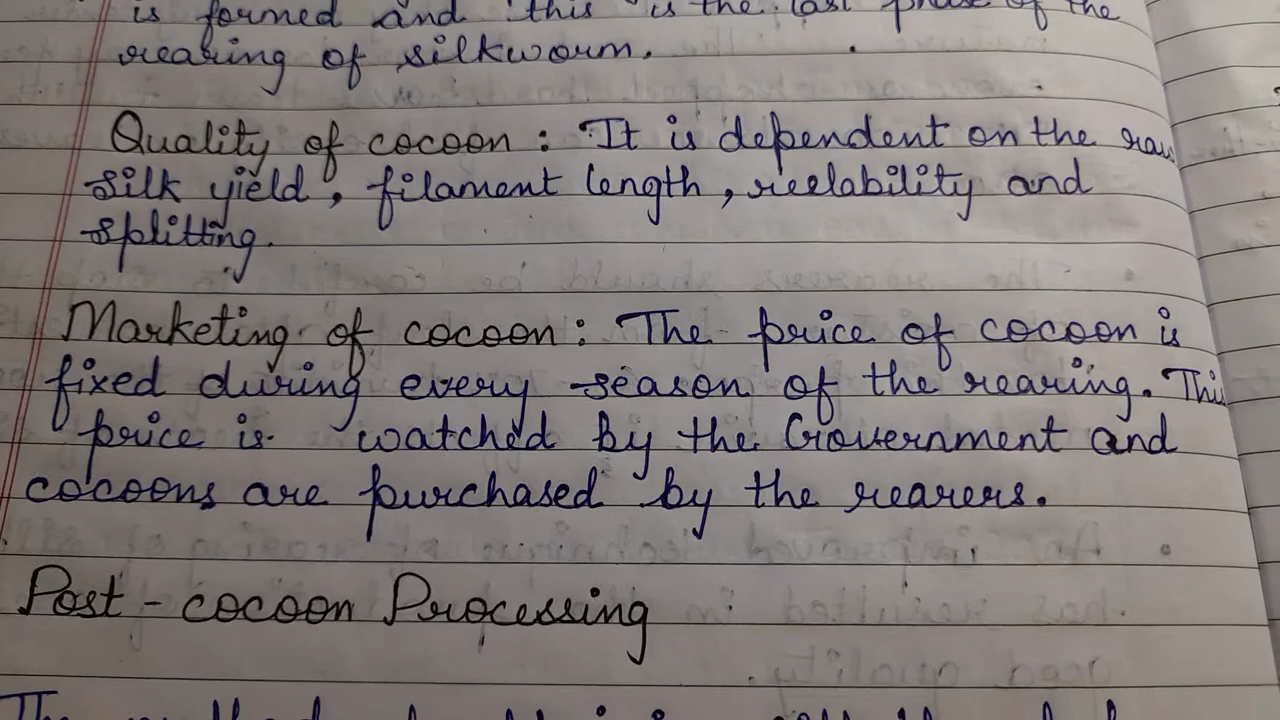 is formed and this is the last phase of the
rearing of silkworm.
Quality of cocoon : It is dependent on the raw
silk yield, filament length, reelability and
splitting.
Marketing of cocoon : The price of cocoon is
fixed during every season of the rearing. This
price is watched by the Government and
cocoons are purchased by the rearers.
Post - cocoon Processing
The